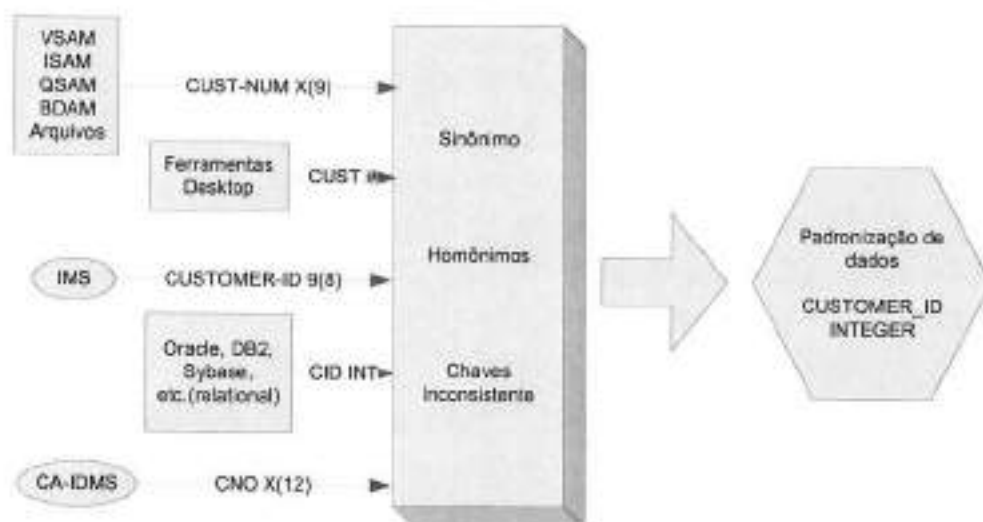 VSAM
ISAM
QSAM
BDAM
Arquivos
CUST-NUM X(9)
Ferramentas
Desktop
CUST #
IMS
CUSTOMER-ID 9(8)
Oracle, DB2,
Sybase,
etc.(relational)
CID INT
CA-IDMS
CNO X(12)
Sinônimo
Homônimos
Chaves
Inconsistente
Padronização de
dados
CUSTOMER_ID
INTEGER